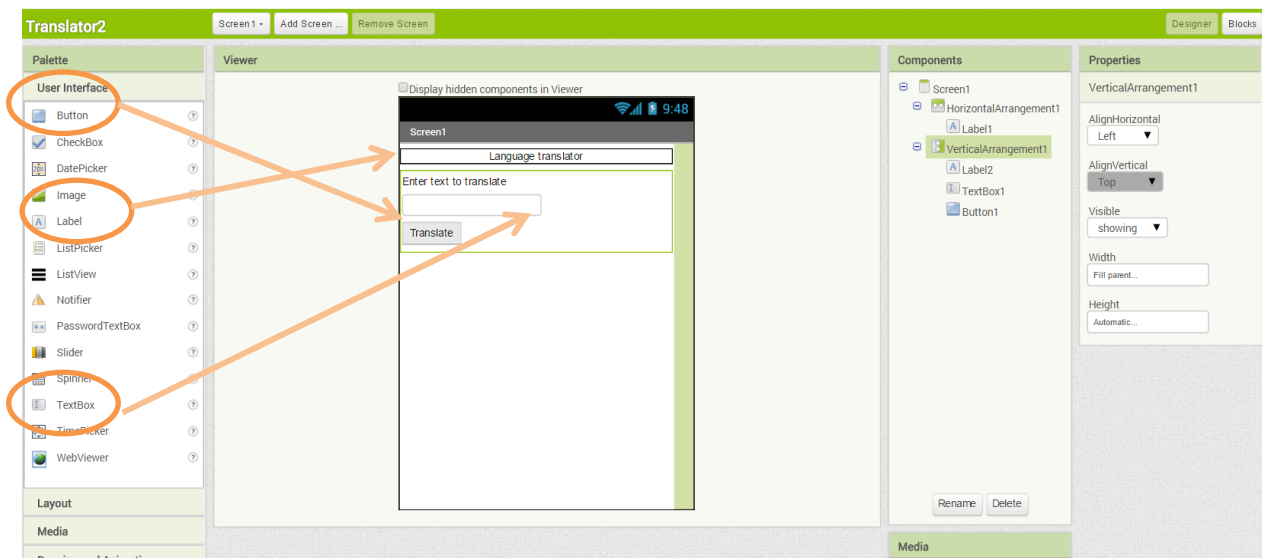 Translator2
Screen1
Add Screen ...
Remove Screen
Designer
Blocks
Palette
User Interface
Button
CheckBox
DatePicker
Image
Label
ListPicker
ListView
Notifier
PasswordTextBox
Slider
Spinner
TextBox
TimePicker
WebViewer
Layout
Media
Viewer
Display hidden components in Viewer
9:48
Screen1
Language translator
Enter text to translate
Translate
Components
Screen1
HorizontalArrangement1
Label1
VerticalArrangement1
Label2
TextBox1
Button1
Rename
Delete
Media
Properties
VerticalArrangement1
AlignHorizontal
Left
AlignVertical
Top
Visible
showing
Width
Fill parent...
Height
Automatic...